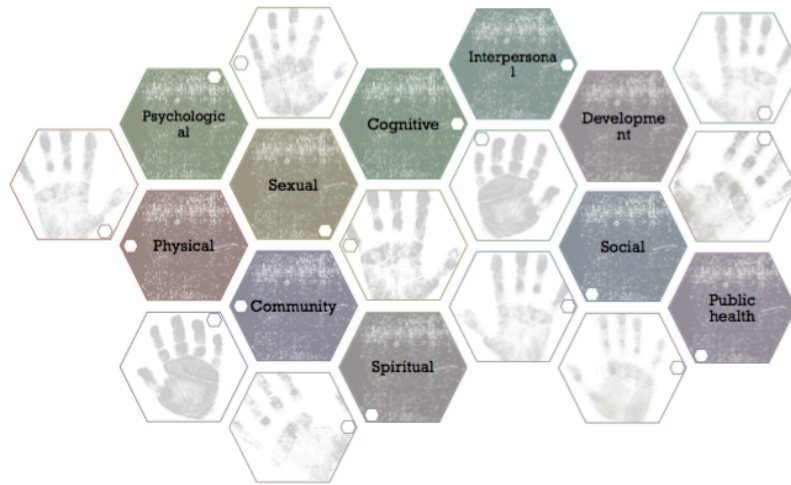 Interpersona
l
Psychologic
al
Cognitive
Developme
nt
Sexual
Physical
Social
Community
Public
health
Spiritual